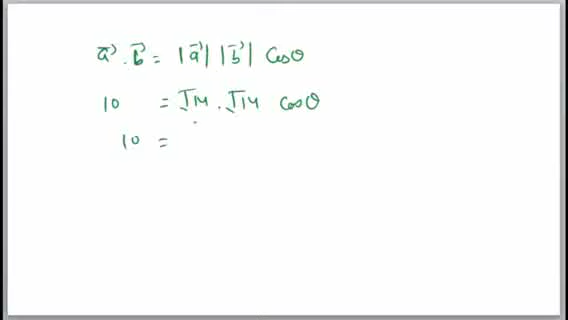 a⃗ . b⃗ = |a⃗| |b⃗| Cosθ
10 = √14 . √14 Cosθ
10 =